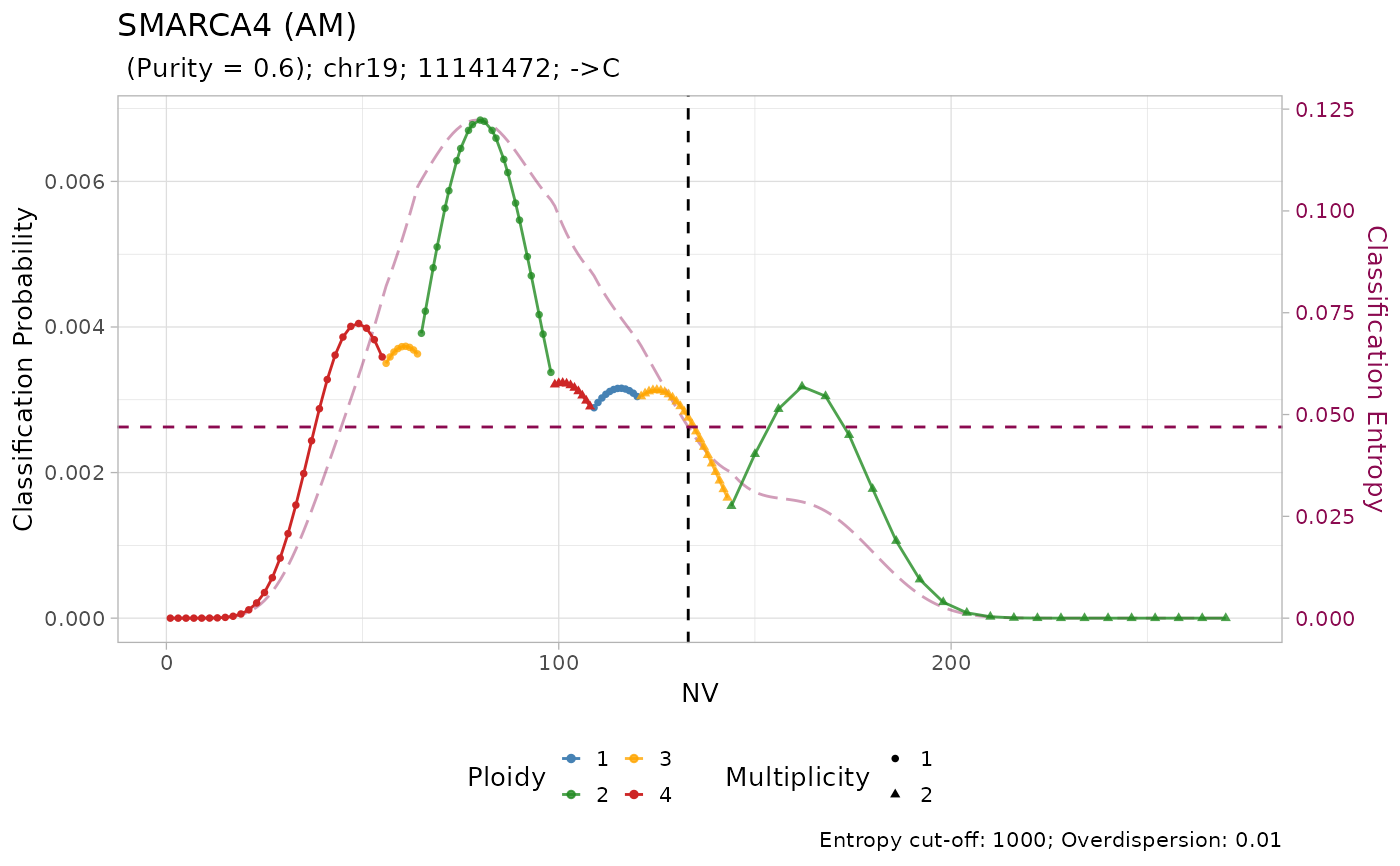 SMARCA4 (AM)
(Purity = 0.6); chr19; 11141472; ->C
Classification Probability
0.006
0.004
0.002
0.000
0.125
0.100
0.075
0.050
0.025
0.000
Classification Entropy
0 100 200
NV
Ploidy 1 3 2 4
Multiplicity 1 2
Entropy cut-off: 1000; Overdispersion: 0.01